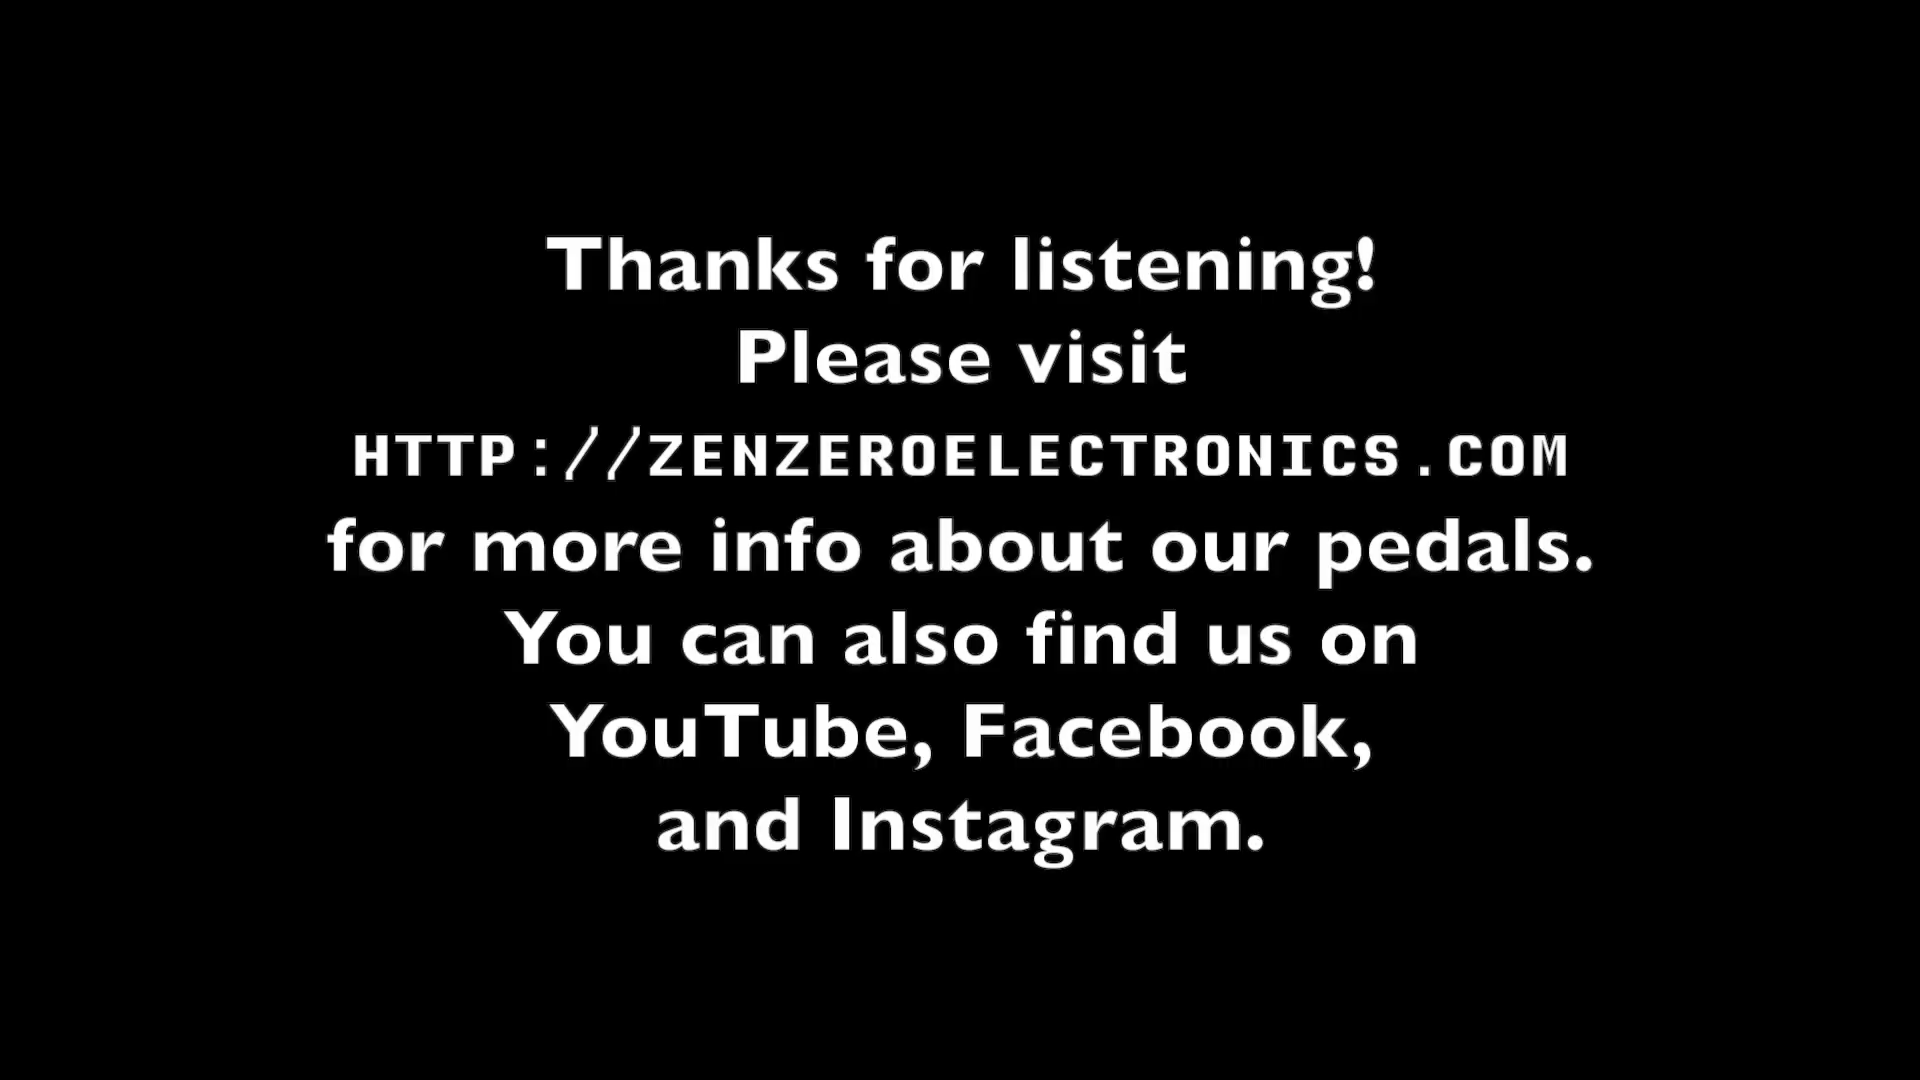 Thanks for listening!
Please visit
HTTP://ZENZEROELECTRONICS.COM
for more info about our pedals.
You can also find us on
YouTube, Facebook,
and Instagram.